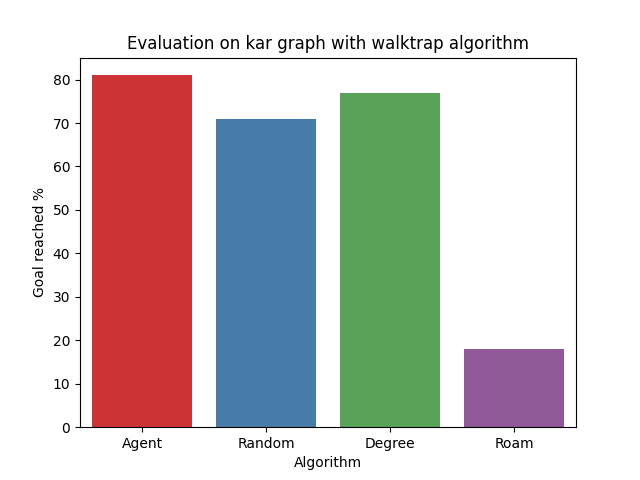 Evaluation on kar graph with walktrap algorithm
Goal reached %
80
70
60
50
40
30
20
10
0
Agent Random Degree Roam
Algorithm